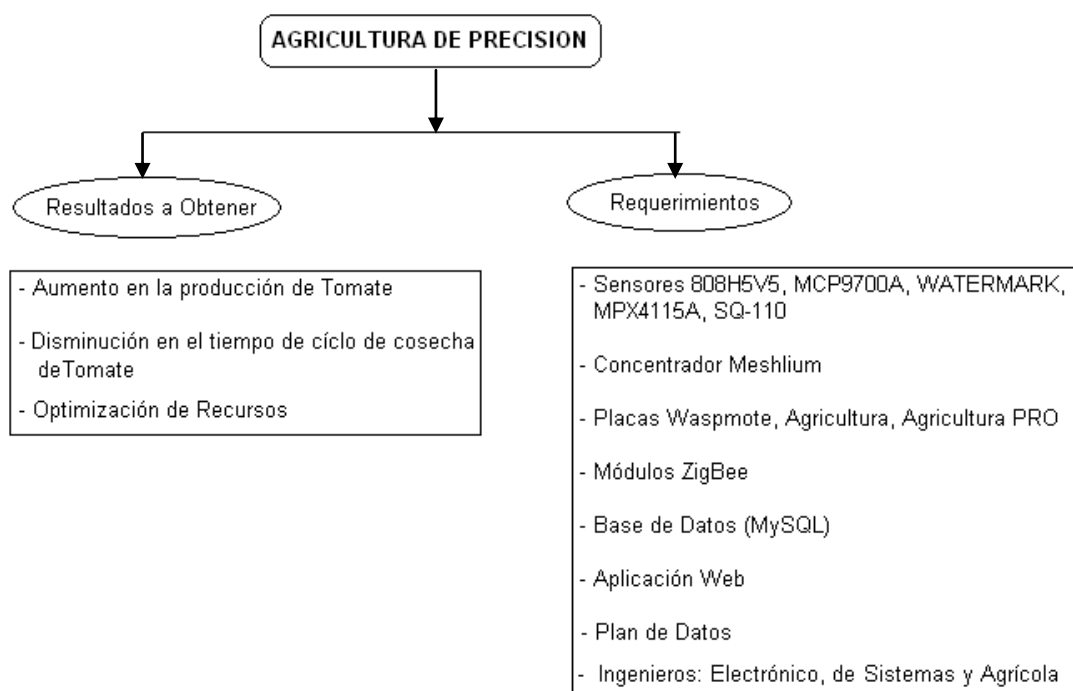 AGRICULTURA DE PRECISION
Resultados a Obtener
- Aumento en la producción de Tomate
- Disminución en el tiempo de cíclo de cosecha
deTomate
- Optimización de Recursos
Requerimientos
- Sensores 808H5V5, MCP9700A, WATERMARK,
MPX4115A, SQ-110
- Concentrador Meshlium
- Placas Waspmote, Agricultura, Agricultura PRO
- Módulos ZigBee
- Base de Datos (MySQL)
- Aplicación Web
- Plan de Datos
- Ingenieros: Electrónico, de Sistemas y Agrícola